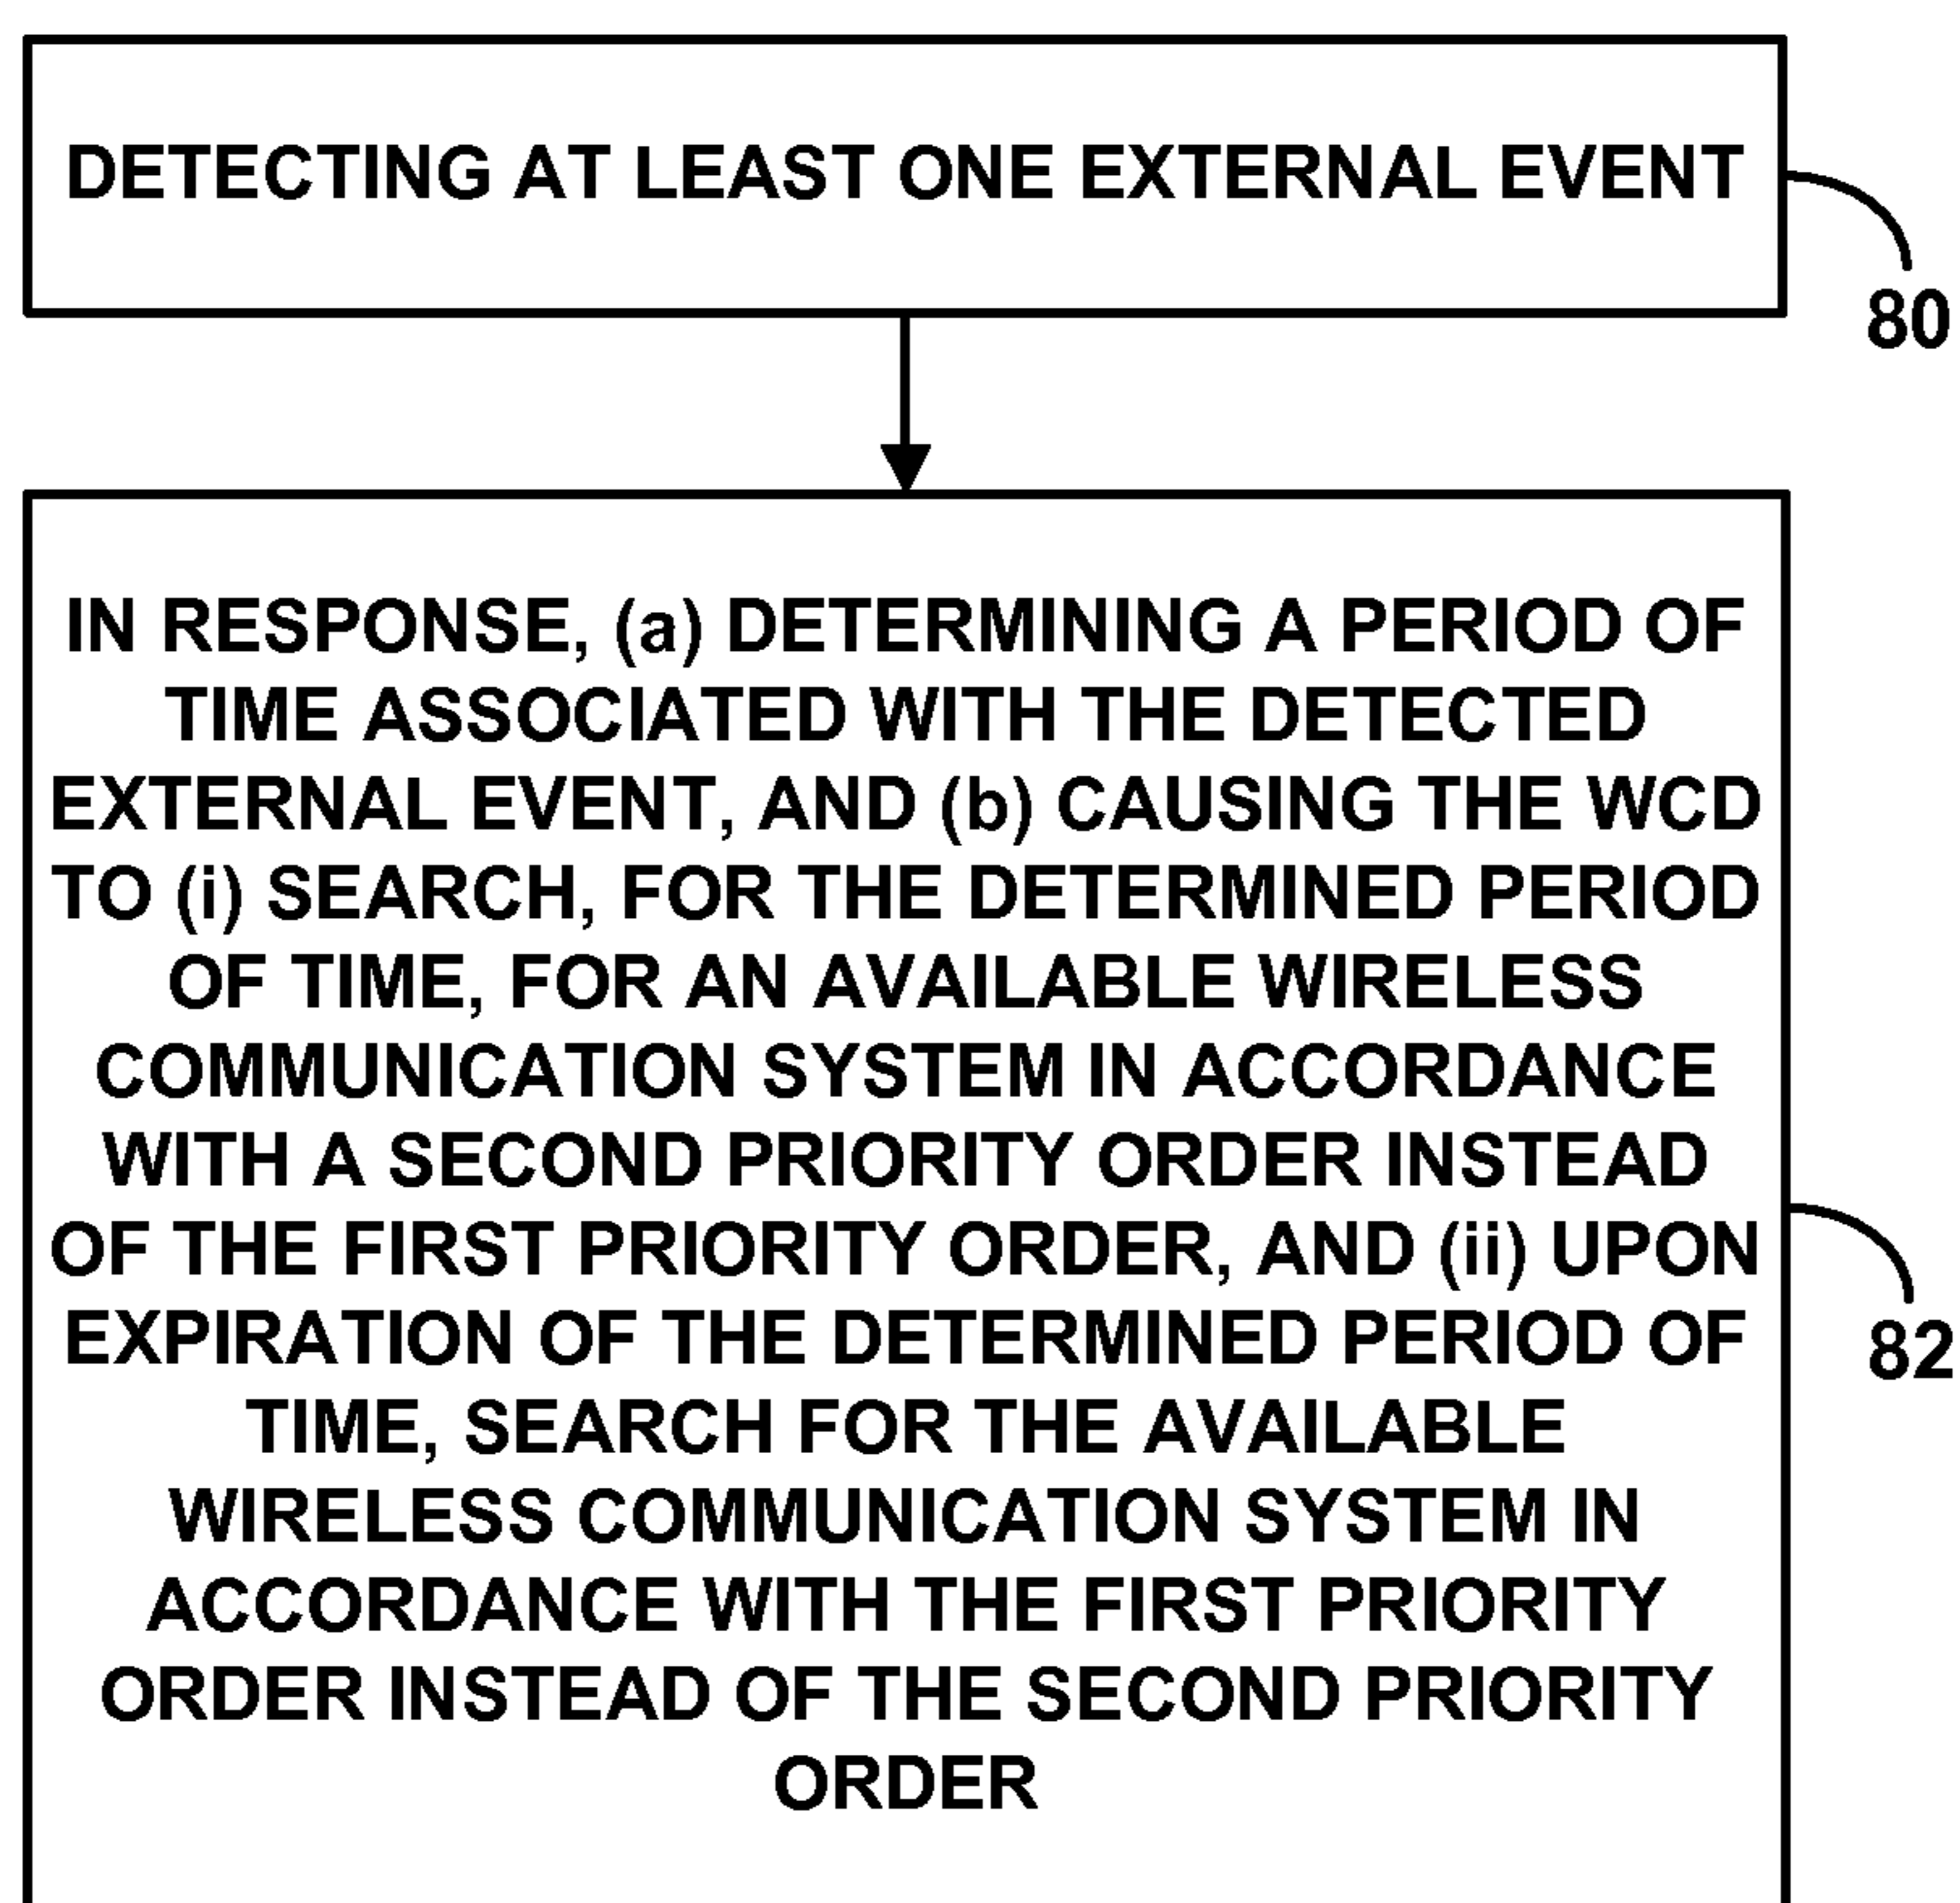 DETECTING AT LEAST ONE EXTERNAL EVENT
80
IN RESPONSE, (a) DETERMINING A PERIOD OF
TIME ASSOCIATED WITH THE DETECTED
EXTERNAL EVENT, AND (b) CAUSING THE WCD
TO (i) SEARCH, FOR THE DETERMINED PERIOD
OF TIME, FOR AN AVAILABLE WIRELESS
COMMUNICATION SYSTEM IN ACCORDANCE
WITH A SECOND PRIORITY ORDER INSTEAD
OF THE FIRST PRIORITY ORDER, AND (ii) UPON
EXPIRATION OF THE DETERMINED PERIOD OF
TIME, SEARCH FOR THE AVAILABLE
WIRELESS COMMUNICATION SYSTEM IN
ACCORDANCE WITH THE FIRST PRIORITY
ORDER INSTEAD OF THE SECOND PRIORITY
ORDER
82